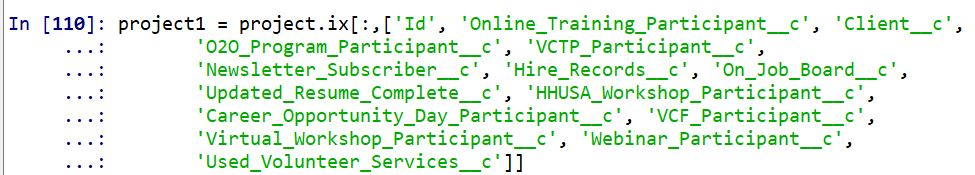 In [110]: project1 = project.ix[:,['Id', 'Online_Training_Participant__c', 'Client__c',
...: 'O2O_Program_Participant__c', 'VCTP_Participant__c',
...: 'Newsletter_Subscriber__c', 'Hire_Records__c', 'On_Job_Board__c',
...: 'Updated_Resume_Complete__c', 'HHUSA_Workshop_Participant__c',
...: 'Career_Opportunity_Day_Participant__c', 'VCF_Participant__c',
...: 'Virtual_Workshop_Participant__c', 'Webinar_Participant__c',
...: 'Used_Volunteer_Services__c']]